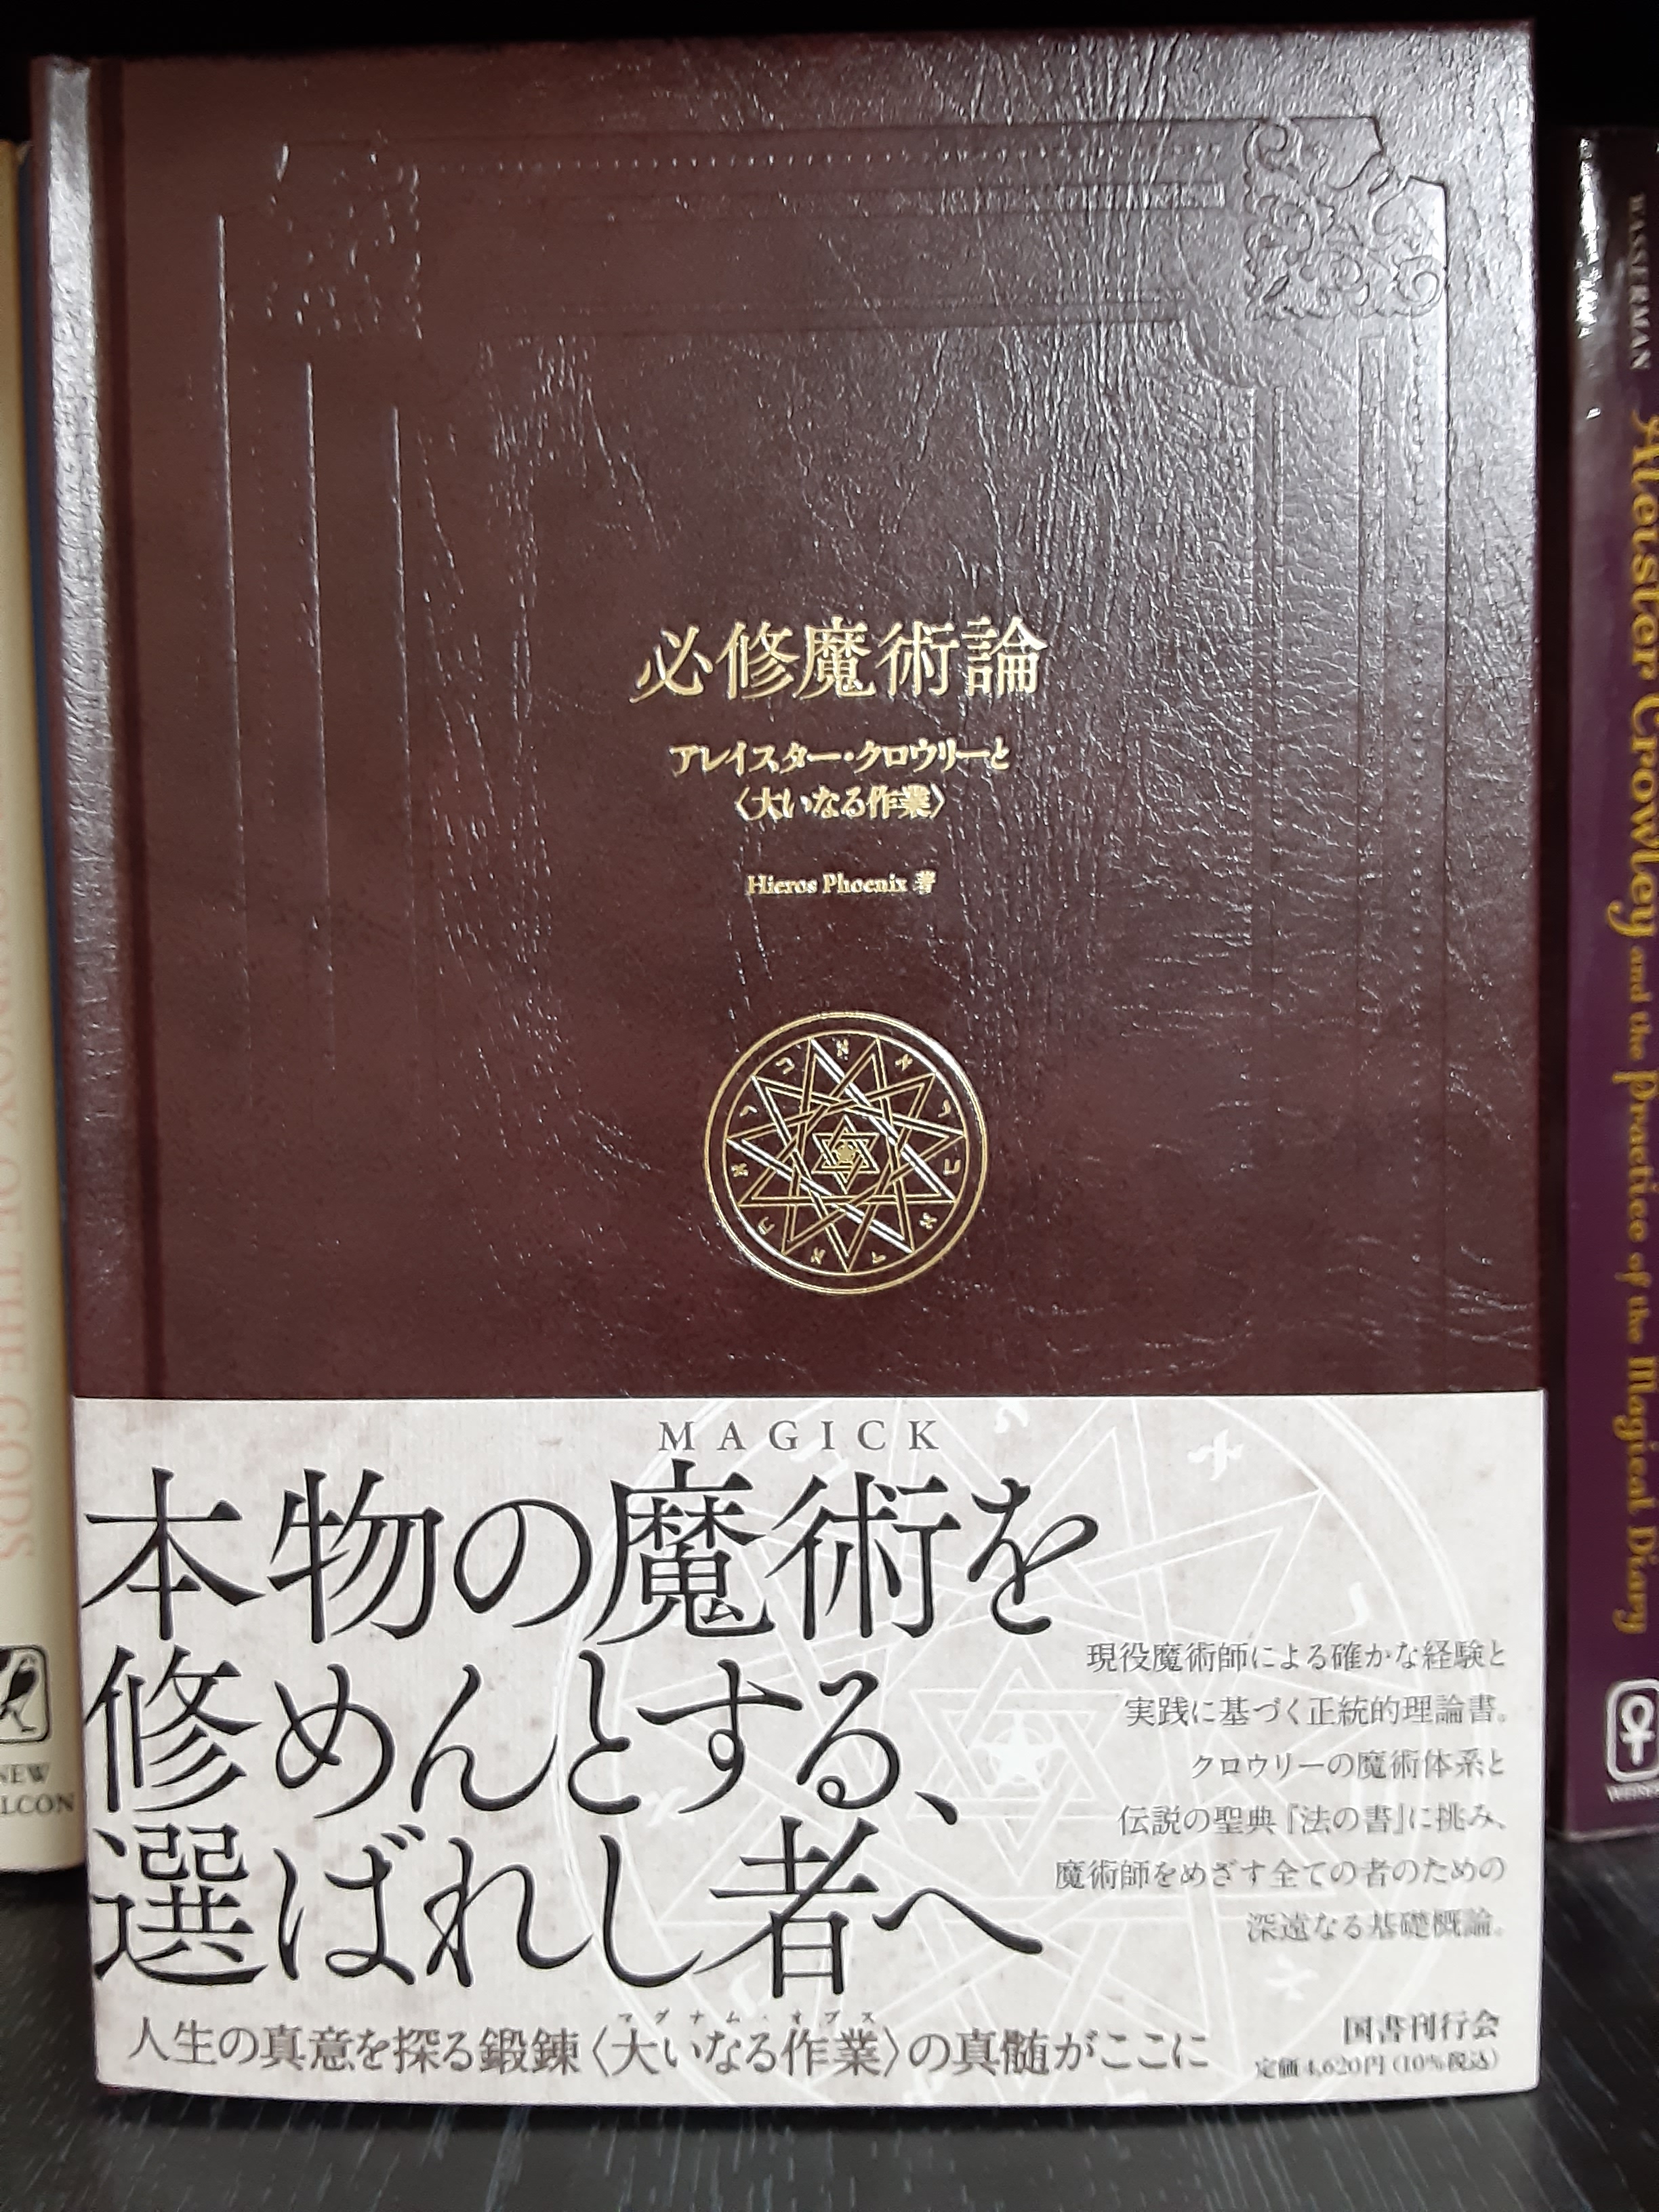 必修魔術論
アレイスター・クロウリーと
〈大いなる作業〉
Hieros Phoenix 著
MAGICK
本物の魔術を
修めんとする、
選ばれし者へ
現役魔術師による確かな経験と
実践に基づく正統的理論書。
クロウリーの魔術体系と
伝説の聖典『法の書』に挑み、
魔術師をめざす全ての者のための
深遠なる基礎概論。
マグナム・オプス
人生の真意を探る鍛錬〈大いなる作業〉の真髄がここに
国書刊行会
定価4,620円(10%税込)
WASSERMAN
Aleister Crowley and the Practice of the Magical Diary
OF THE GODS
NEW